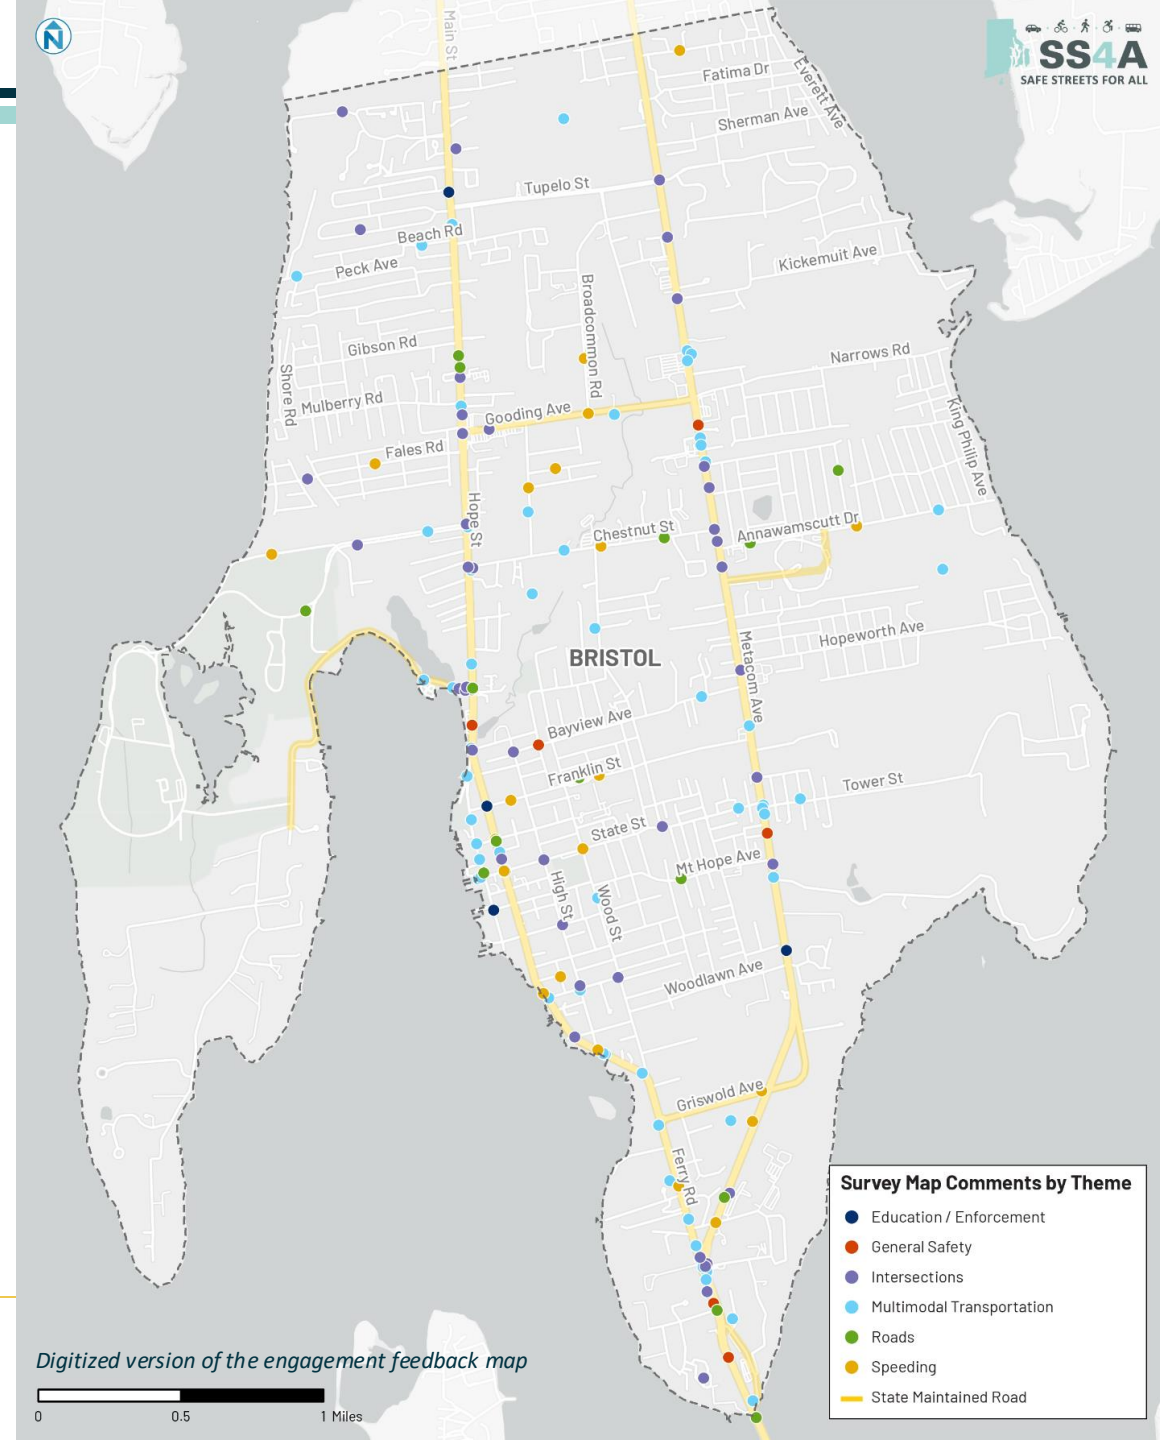 N
SS4A
SAFE STREETS FOR ALL
Main St
Fatima Dr
Everett Ave
Sherman Ave
Tupelo St
Beach Rd
Peck Ave
Kickemuit Ave
Broadcommon Rd
Gibson Rd
Narrows Rd
Shore Rd
Mulberry Rd
Gooding Ave
King Philip Ave
Fales Rd
Hope St
Chestnut St
Annawamscutt Dr
Hopeworth Ave
BRISTOL
Metacom Ave
Bayview Ave
Franklin St
Tower St
State St
Mt Hope Ave
High St
Wood St
Woodlawn Ave
Griswold Ave
Ferry Rd
Survey Map Comments by Theme
Education / Enforcement
General Safety
Intersections
Multimodal Transportation
Roads
Speeding
State Maintained Road
Digitized version of the engagement feedback map
0 0.5 1 Miles